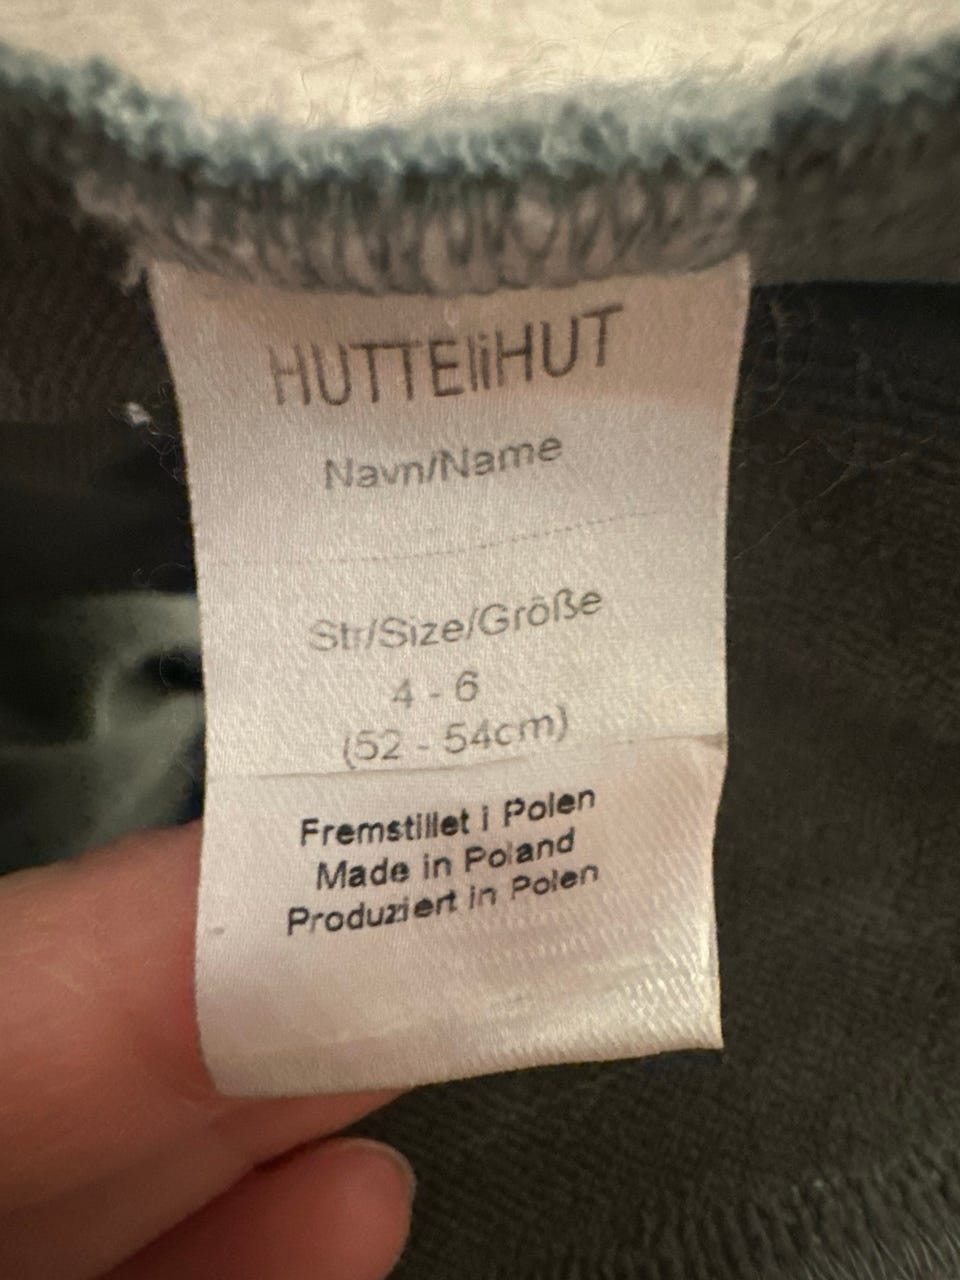 HUTTEliHUT
Navn/Name
Str/Size/Größe
4 - 6
(52 - 54cm)
Fremstillet i Polen
Made in Poland
Produziert in Polen